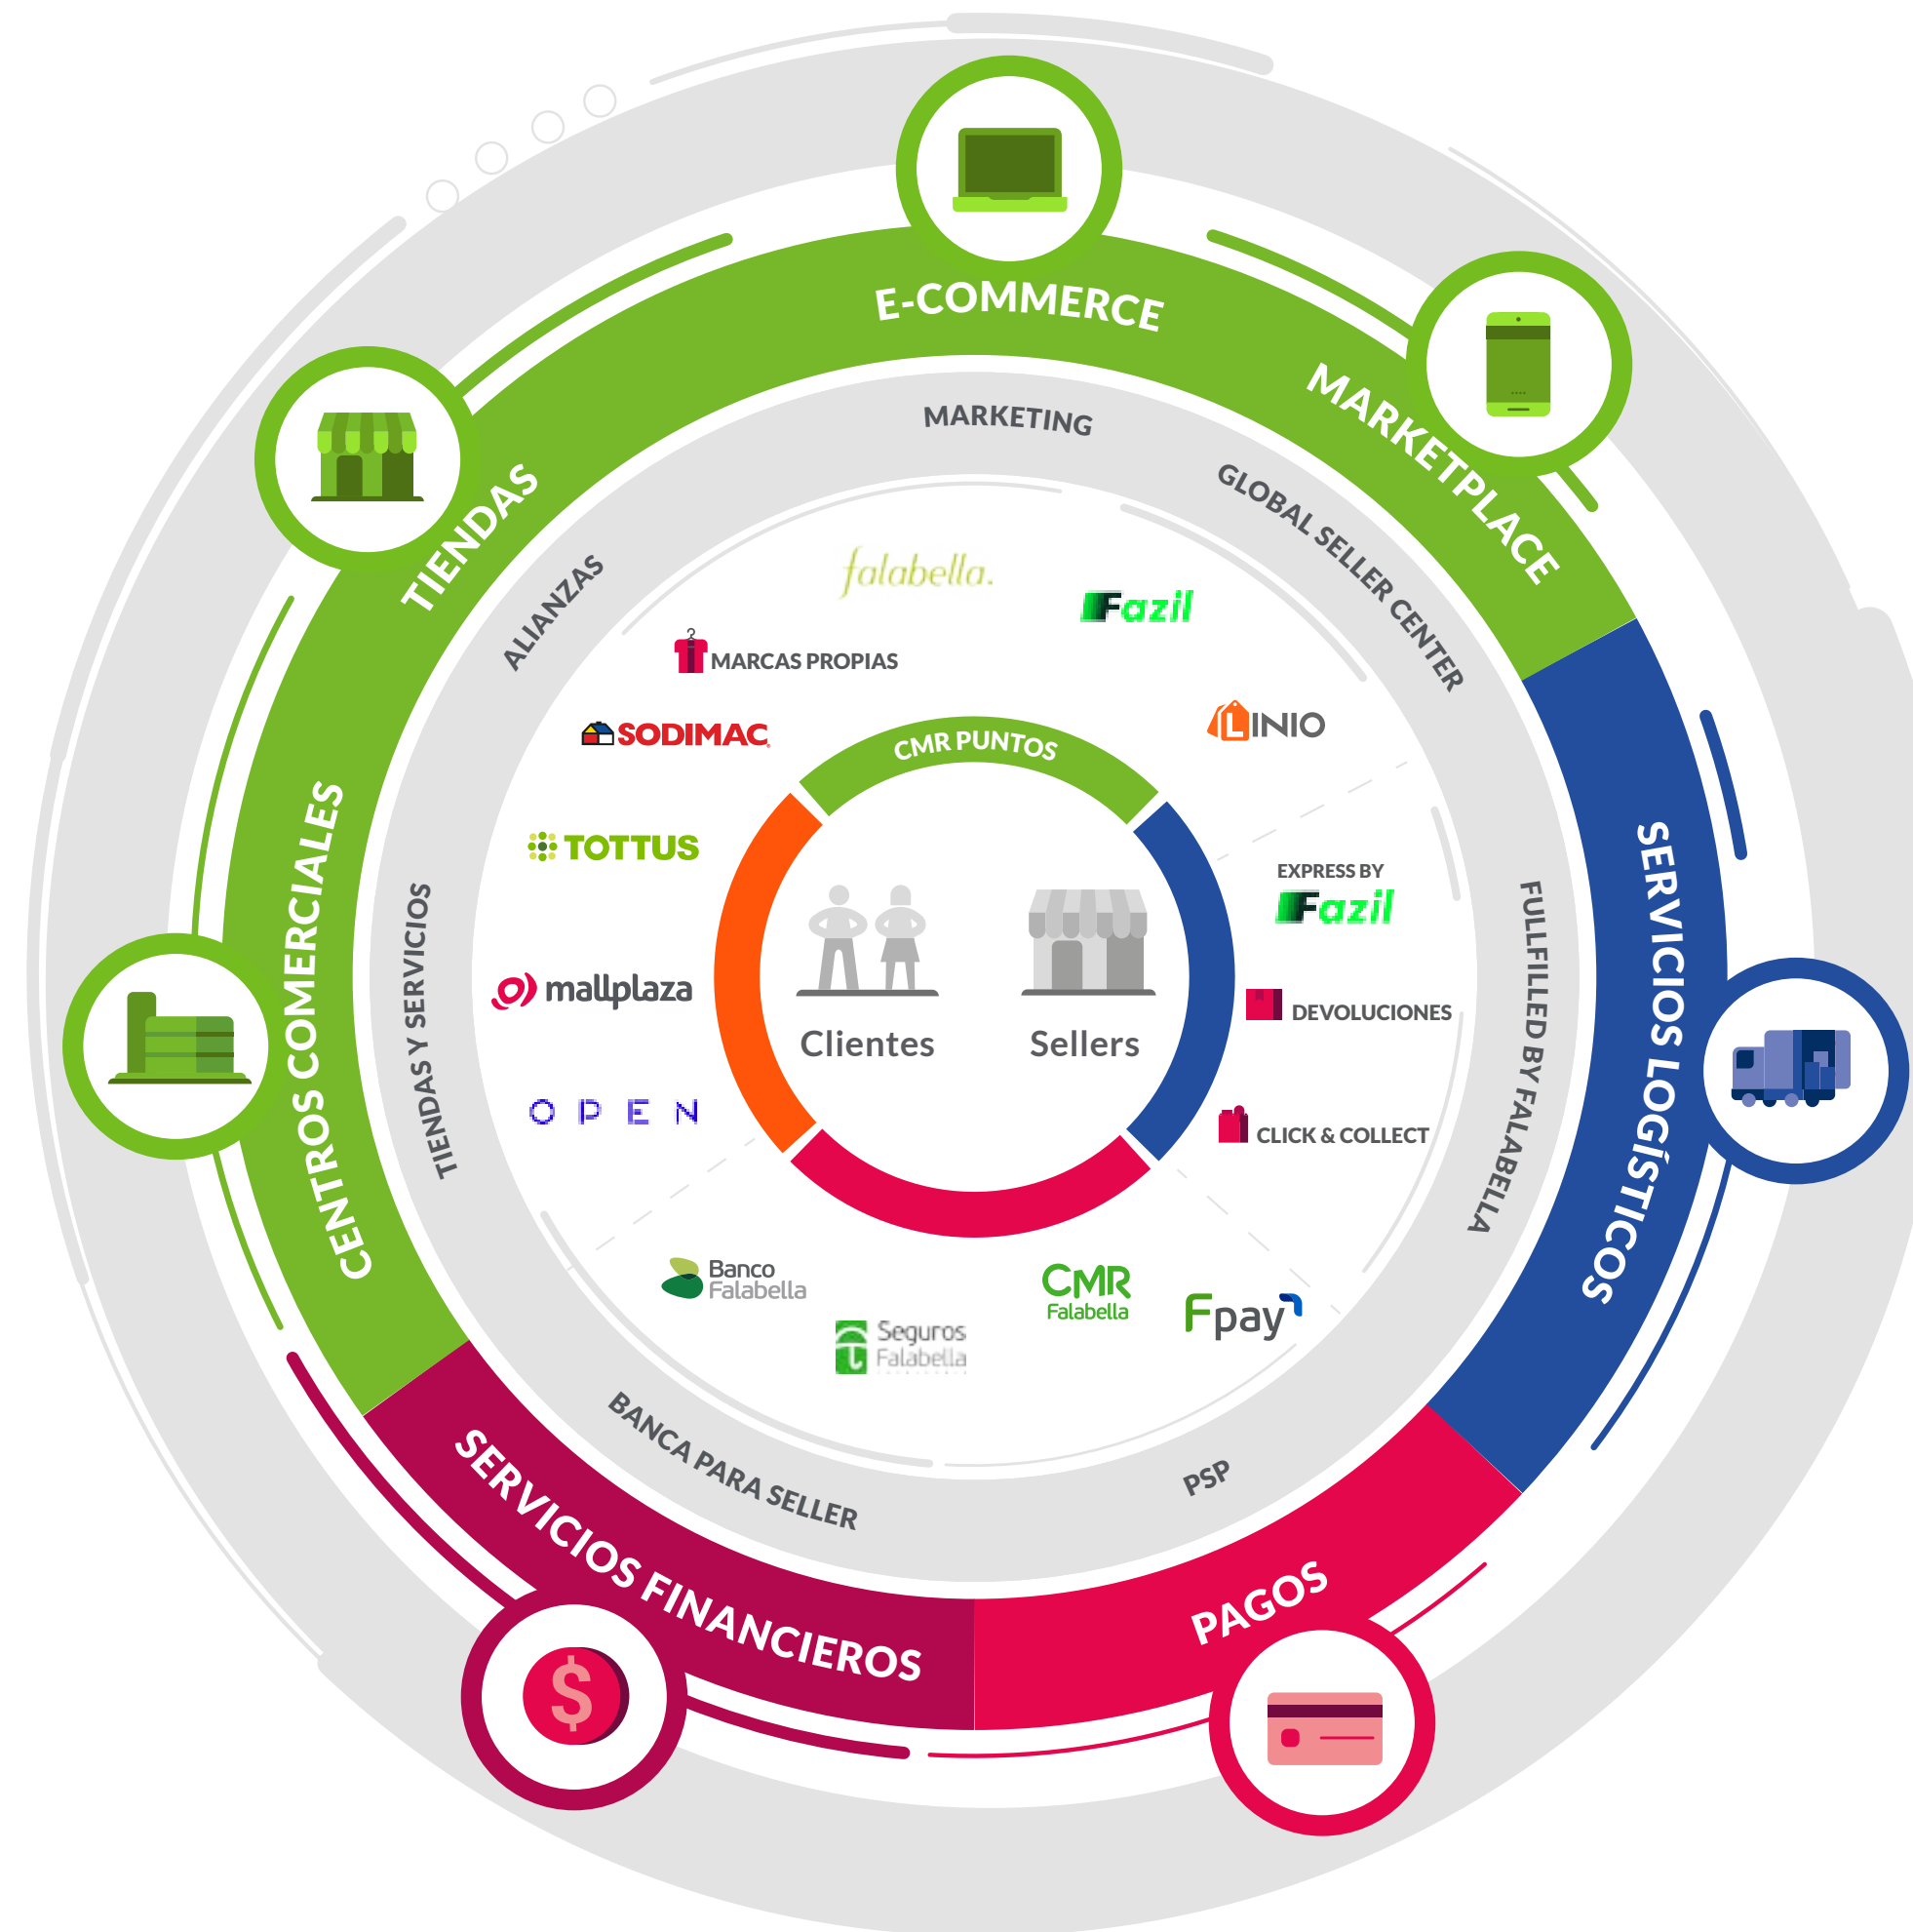 E-COMMERCE
MARKETPLACE
SERVICIOS LOGÍSTICOS
PAGOS
SERVICIOS FINANCIEROS
CENTROS COMERCIALES
TIENDAS
MARKETING
GLOBAL SELLER CENTER
FULLFILLED BY FALABELLA
PSP
BANCA PARA SELLER
TIENDAS Y SERVICIOS
ALIANZAS
falabella.
Fazil
MARCAS PROPIAS
SODIMAC
LINIO
CMR PUNTOS
TOTTUS
EXPRESS BY
Fazil
mallplaza
DEVOLUCIONES
Clientes
Sellers
OPEN
CLICK & COLLECT
Banco
Falabella
CMR
Falabella
Fpay
Seguros
Falabella
$